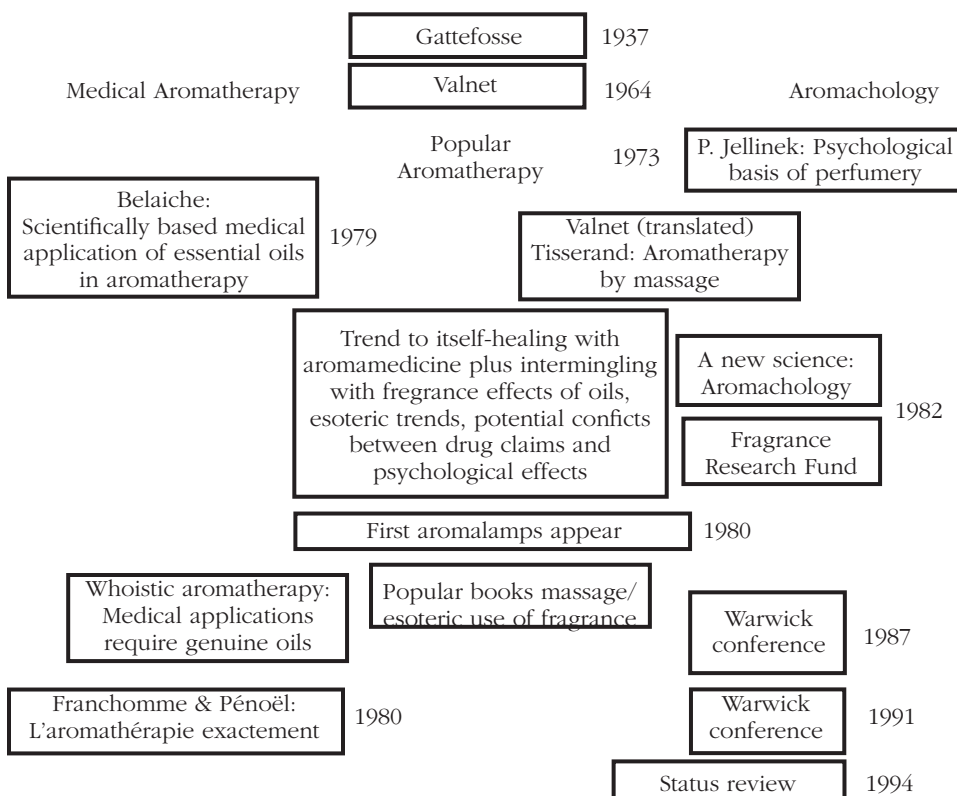 Gattefosse
1937
Valnet
1964
Medical Aromatherapy
Aromachology
Popular
Aromatherapy
1973
P. Jellinek: Psychological
basis of perfumery
Belaiche:
Scientifically based medical
application of essential oils
in aromatherapy
1979
Valnet (translated)
Tisserand: Aromatherapy
by massage
Trend to itself-healing with
aromamedicine plus intermingling
with fregrance effects of oils,
esoteric trends, potential conficts
between drug claims and
psychological effects
A new science:
Aromachology
1982
Fragrance
Research Fund
First aromalamps appear
1980
Whoistic aromatherapy:
Medical applications
require genuine oils
Popular books massage/
esoteric use of fragrance
Warwick
conference
1987
Franchomme & Pénoël:
L'aromathérapie exactement
1980
Warwick
conference
1991
Status review
1994